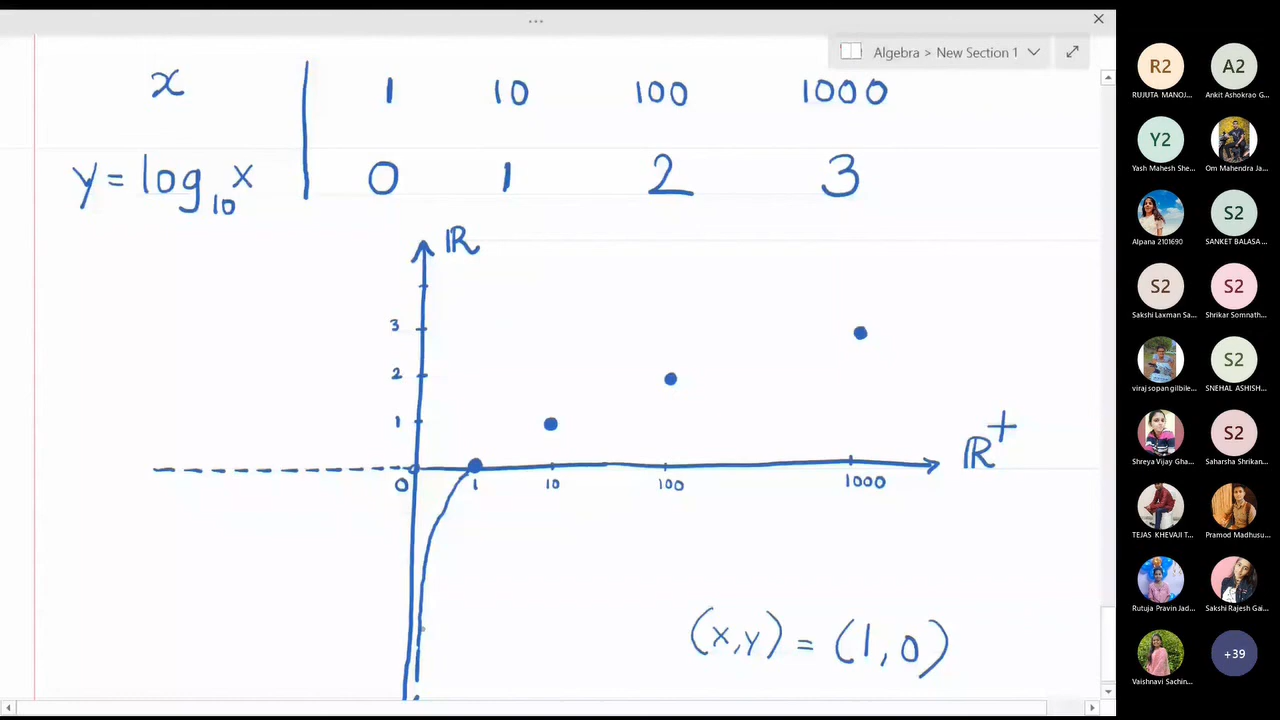 Algebra > New Section 1
x 1 10 100 1000
y = log₁₀ x 0 1 2 3
ℝ
3
2
1
ℝ⁺
0 1 10 100 1000
(x,y) = (1,0)
R2 A2
RUJUTA MANOJ... Ankit Ashokrao G...
Y2
Yash Mahesh She... Om Mahendra Ja...
S2
Alpana 2101690 SANKET BALASA...
S2 S2
Sakshi Laxman Sa... Shrikar Somnath...
S2
viraj sopan gilbile... SNEHAL ASHISH...
S2
Shreya Vijay Gha... Saharsha Shrikan...
TEJAS KHEVAJI T... Pramod Madhusu...
Rutuja Pravin Jad... Sakshi Rajesh Gai...
+39
Vaishnavi Sachin...